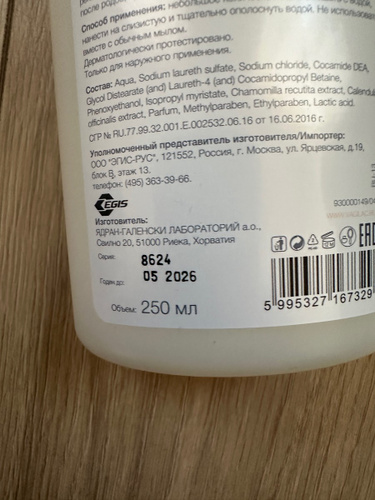 после родов
Способ применения: небольшое
нанести на слизистую и тщательно ополоснуть водой. Не использовать
вместе с обычным мылом.
Дерматологически протестировано.
Только для наружного применения.
Состав: Aqua, Sodium laureth sulfate, Sodium chloride, Cocamide DEA,
Glycol Distearate (and) Laureth-4 (and) Cocamidopropyl Betaine,
Phenoxyethanol, Isopropyl myristate, Chamomilla recutita, Calendula
officinalis extract, Parfum, Methylparaben, Ethylparaben, Lactic acid.
СГР № RU.77.99.32.001.E.002532.06.16 от 16.06.2016 г.
Уполномоченный представитель изготовителя/Импортер:
ООО "ЭГИС-РУС", 121552, Россия, г. Москва, ул. Ярцевская, д.19,
блок В, этаж 13.
телефон: (495) 363-39-66.
EGIS
930000149/04
Изготовитель:
ЯДРАН-ГАЛЕНСКИ ЛАБОРАТОРИЙ а.о.,
Свилно 20, 51000 Риека, Хорватия
Серия: 8624
Годен до: 05 2026
Объем: 250 мл
EAC
5 995327 167329